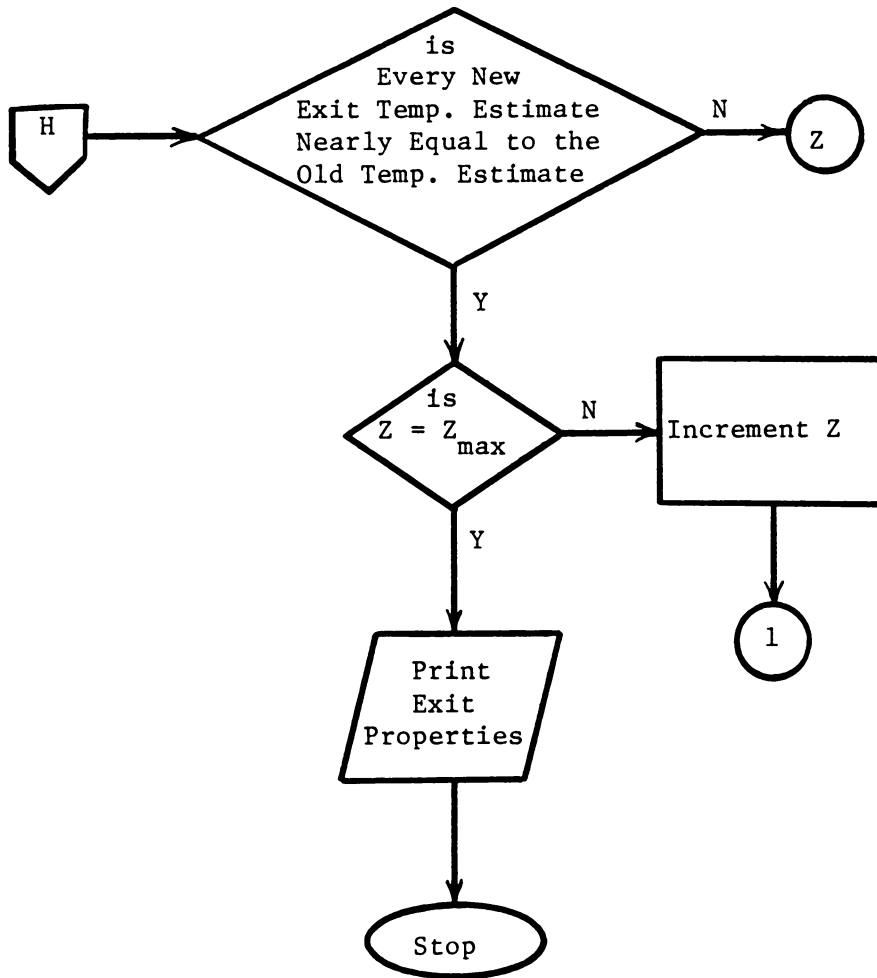 is
Every New
Exit Temp. Estimate
Nearly Equal to the
Old Temp. Estimate
H
N
Z
Y
is
Z = Z_max
N
Increment Z
Y
1
Print
Exit
Properties
Stop